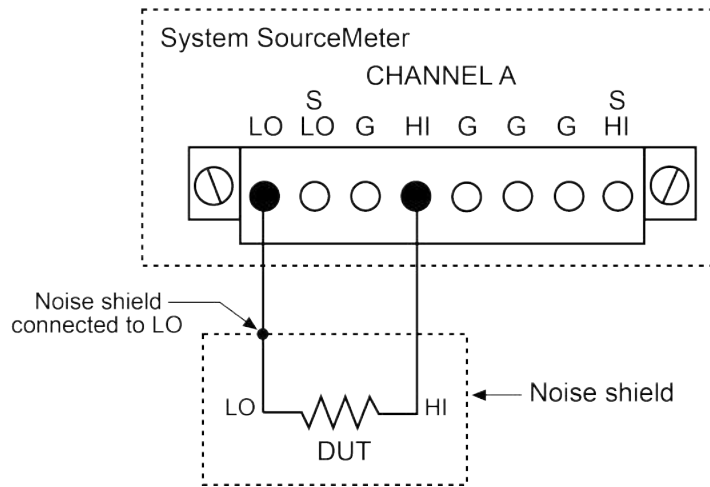 System SourceMeter
CHANNEL A
S S
LO LO G HI G G G HI
Noise shield
connected to LO
LO HI
Noise shield
DUT